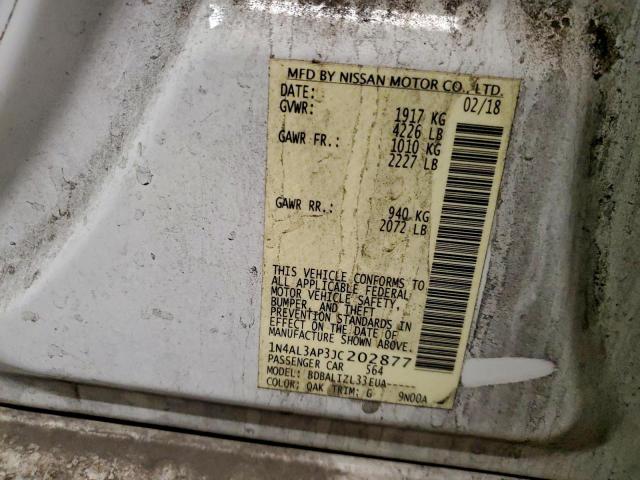 MFD BY NISSAN MOTOR CO., LTD.
DATE: 02/18
GVWR: 1917 KG
4226 LB
GAWR FR.: 1010 KG
2227 LB
GAWR RR.: 940 KG
2072 LB
THIS VEHICLE CONFORMS TO
ALL APPLICABLE FEDERAL
MOTOR VEHICLE SAFETY,
BUMPER, AND THEFT
PREVENTION STANDARDS IN
EFFECT ON THE DATE OF
MANUFACTURE SHOWN ABOVE.
1N4AL3AP3JC202877
PASSENGER CAR 564
MODEL: BDBALIZL33EUA-----
COLOR: QAK TRIM: G 9N00A